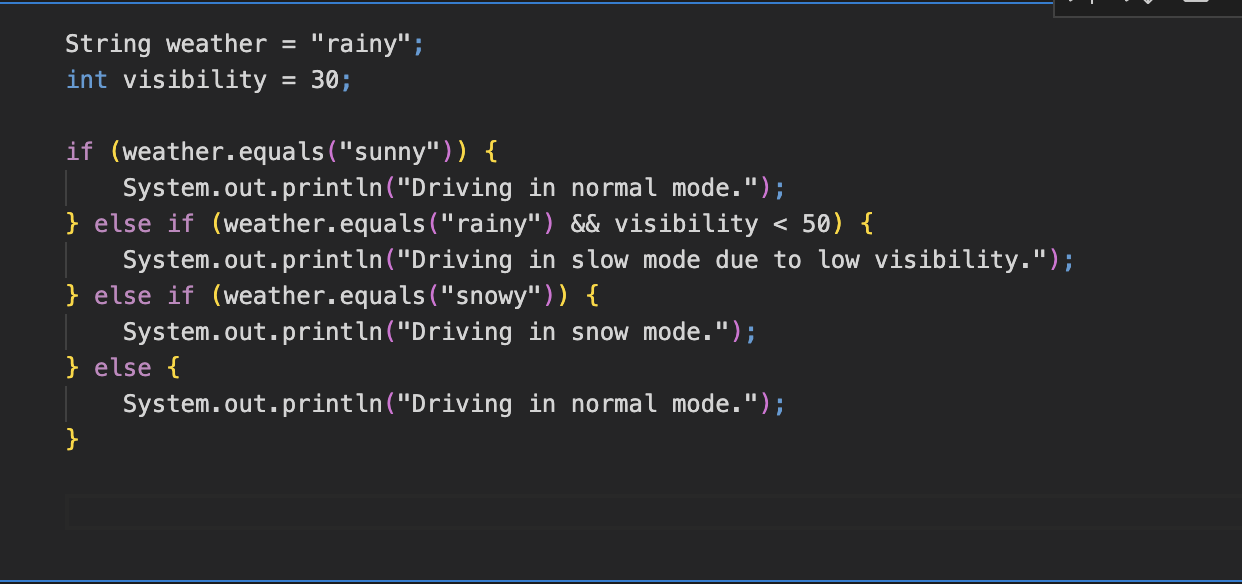 String weather = "rainy";
int visibility = 30;
if (weather.equals("sunny")) {
    System.out.println("Driving in normal mode.");
} else if (weather.equals("rainy") && visibility < 50) {
    System.out.println("Driving in slow mode due to low visibility.");
} else if (weather.equals("snowy")) {
    System.out.println("Driving in snow mode.");
} else {
    System.out.println("Driving in normal mode.");
}